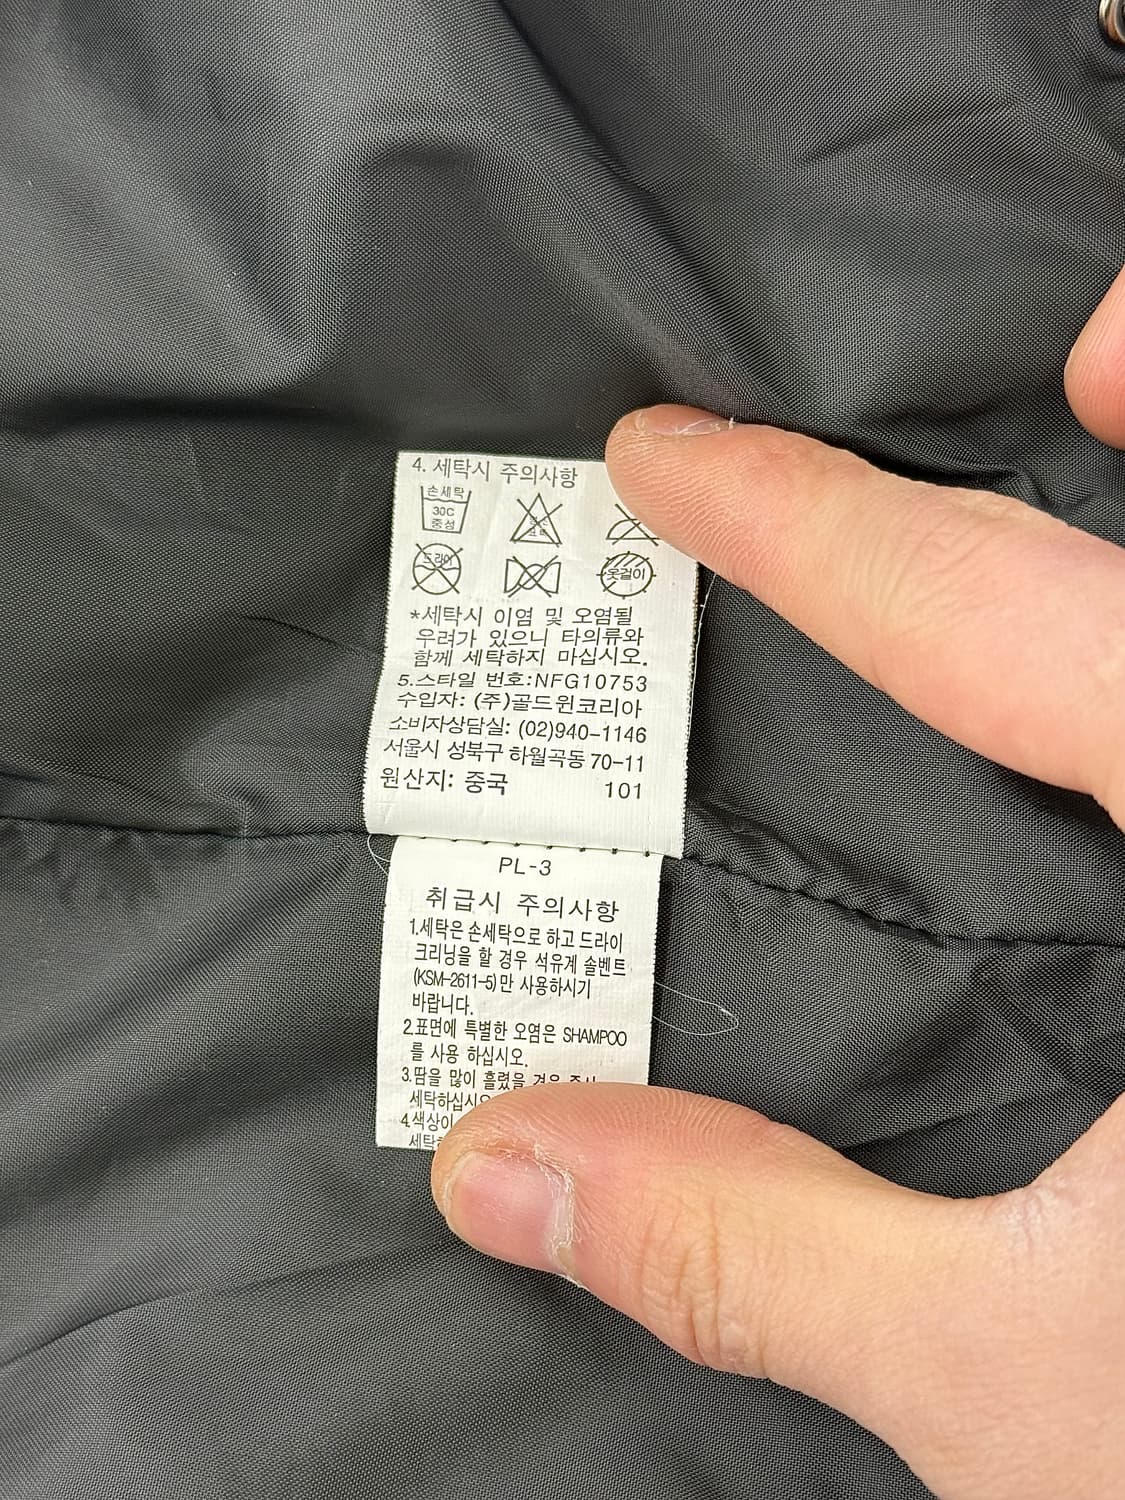 4. 세탁시 주의사항
손세탁
30C
중성
드라이
옷걸이
*세탁시 이염 및 오염될
우려가 있으니 타의류와
함께 세탁하지 마십시오.
5.스타일 번호:NFG10753
수입자: (주)골드윈코리아
소비자상담실: (02)940-1146
서울시 성북구 하월곡동 70-11
원산지: 중국 101
PL-3
취급시 주의사항
1.세탁은 손세탁으로 하고 드라이
크리닝을 할 경우 석유계 솔벤트
(KSM-2611-5)만 사용하시기
바랍니다.
2.표면에 특별한 오염은 SHAMPOO
를 사용 하십시오.
3.땀을 많이 흘렸을 경우
세탁하십시오
4.색상이